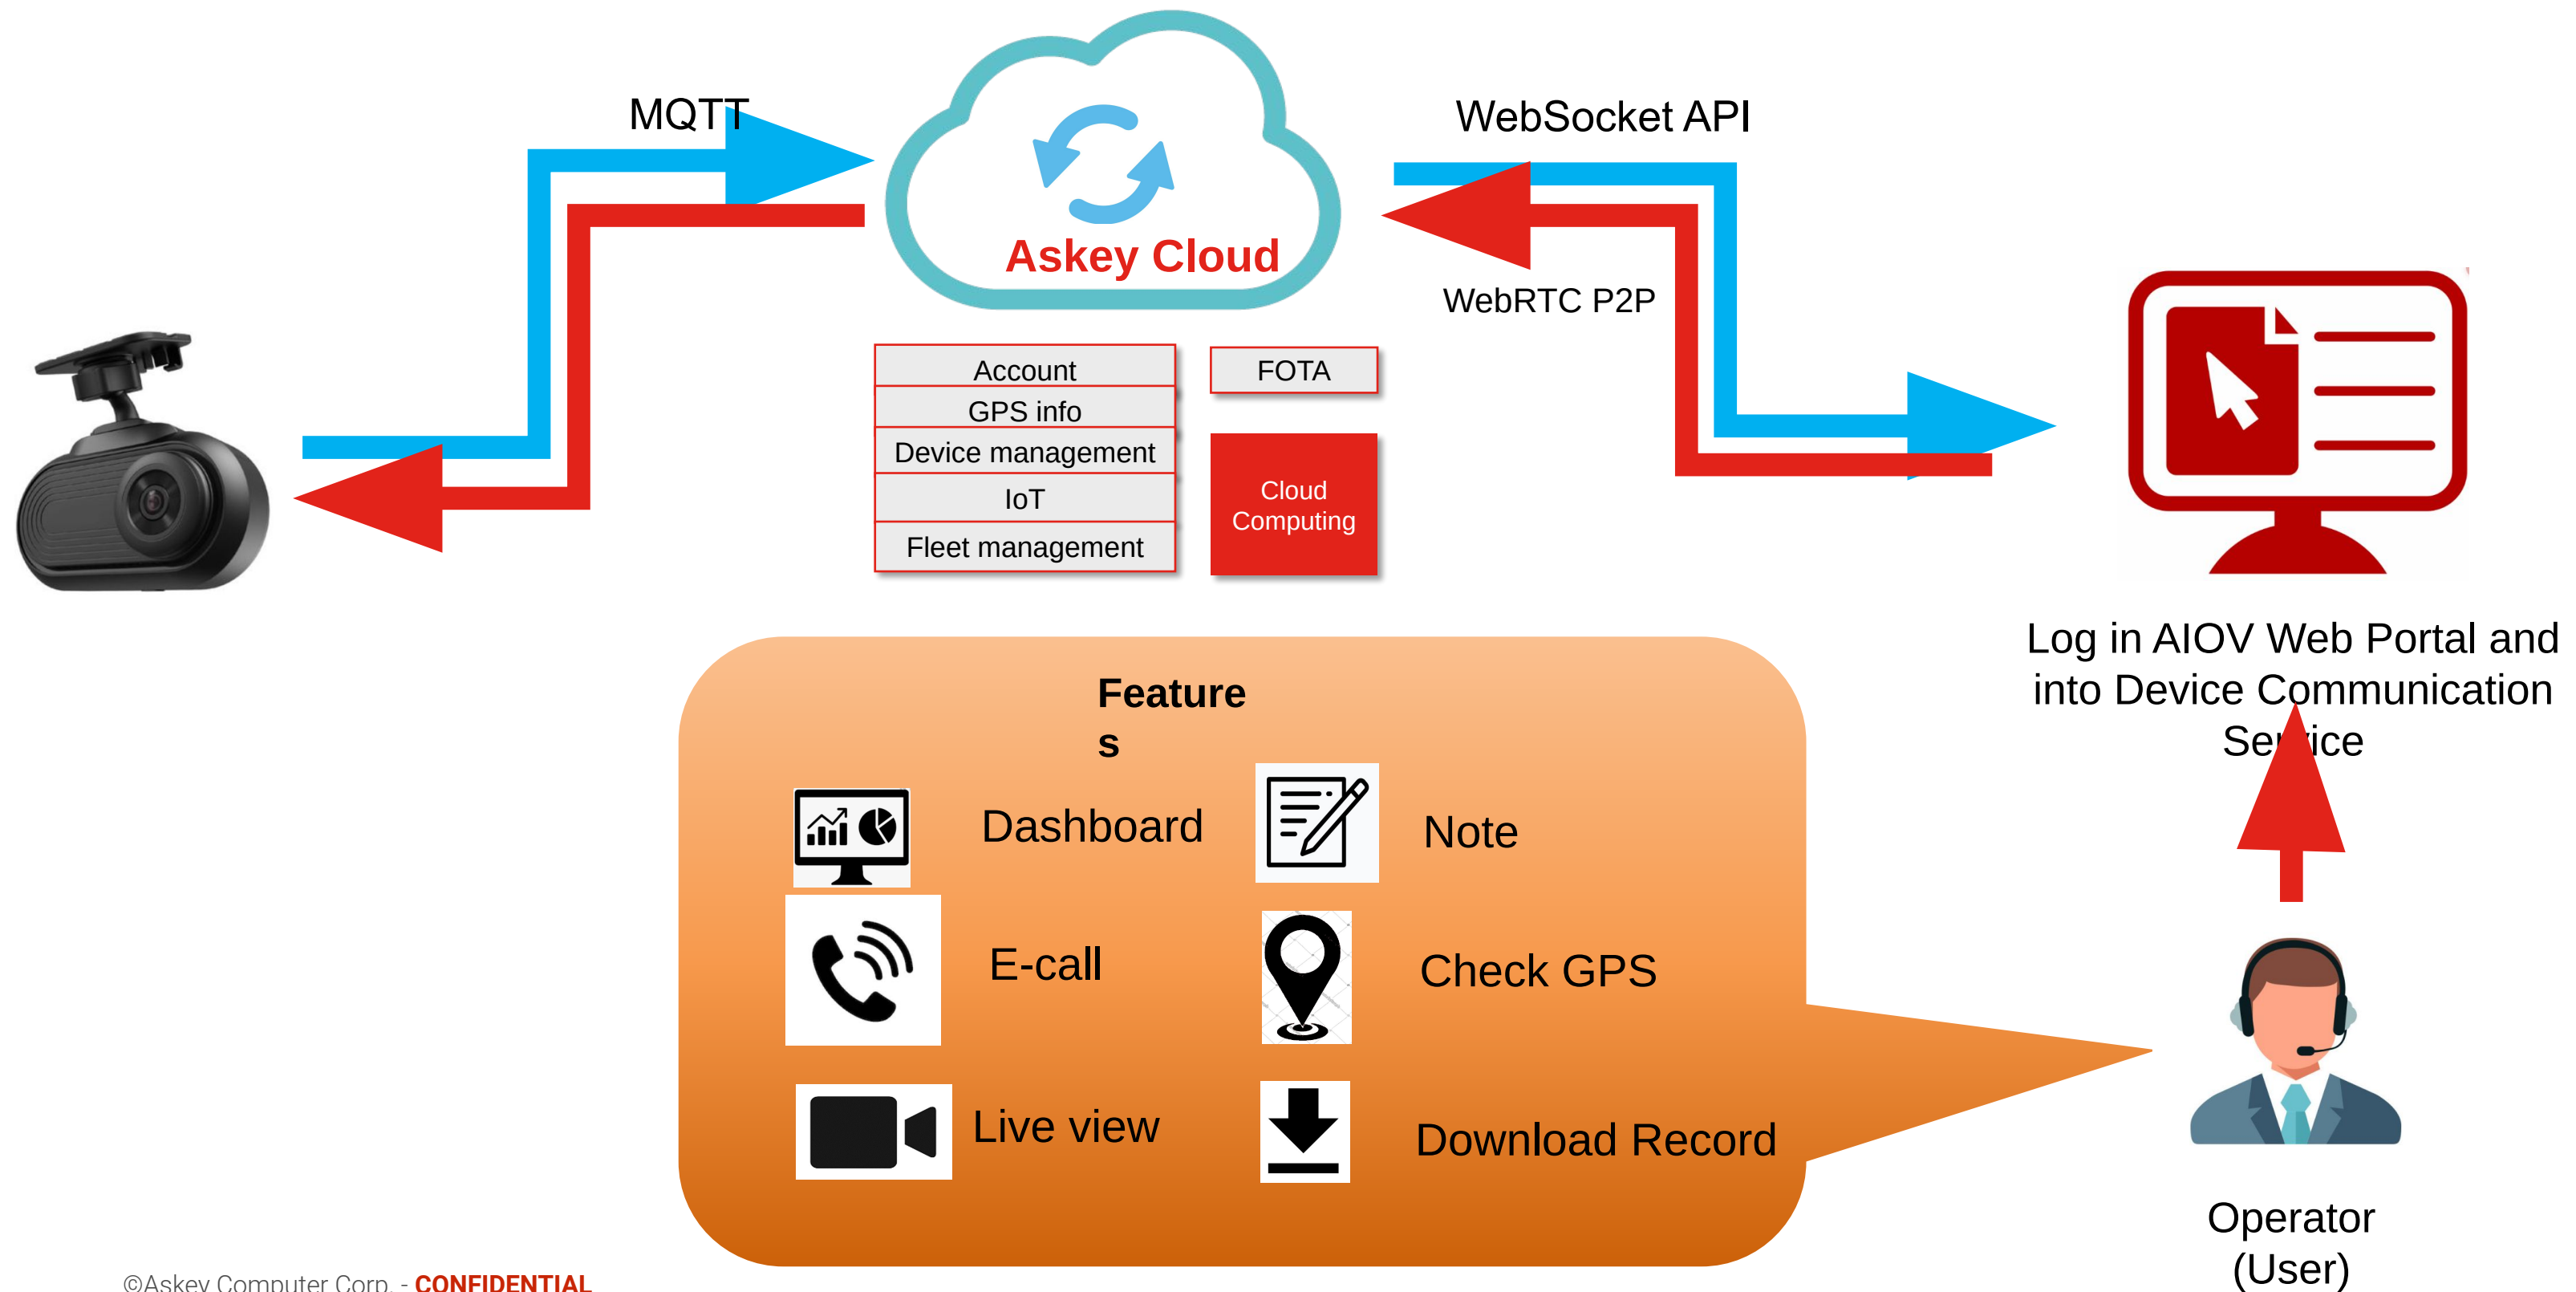 MQTT
WebSocket API
Askey Cloud
WebRTC P2P
Account
GPS info
Device management
IoT
Fleet management
FOTA
Cloud
Computing
Log in AIOV Web Portal and
into Device Communication
Service
Feature
s
Dashboard
Note
E-call
Check GPS
Live view
Download Record
Operator
(User)
©Askey Computer Corp. - CONFIDENTIAL